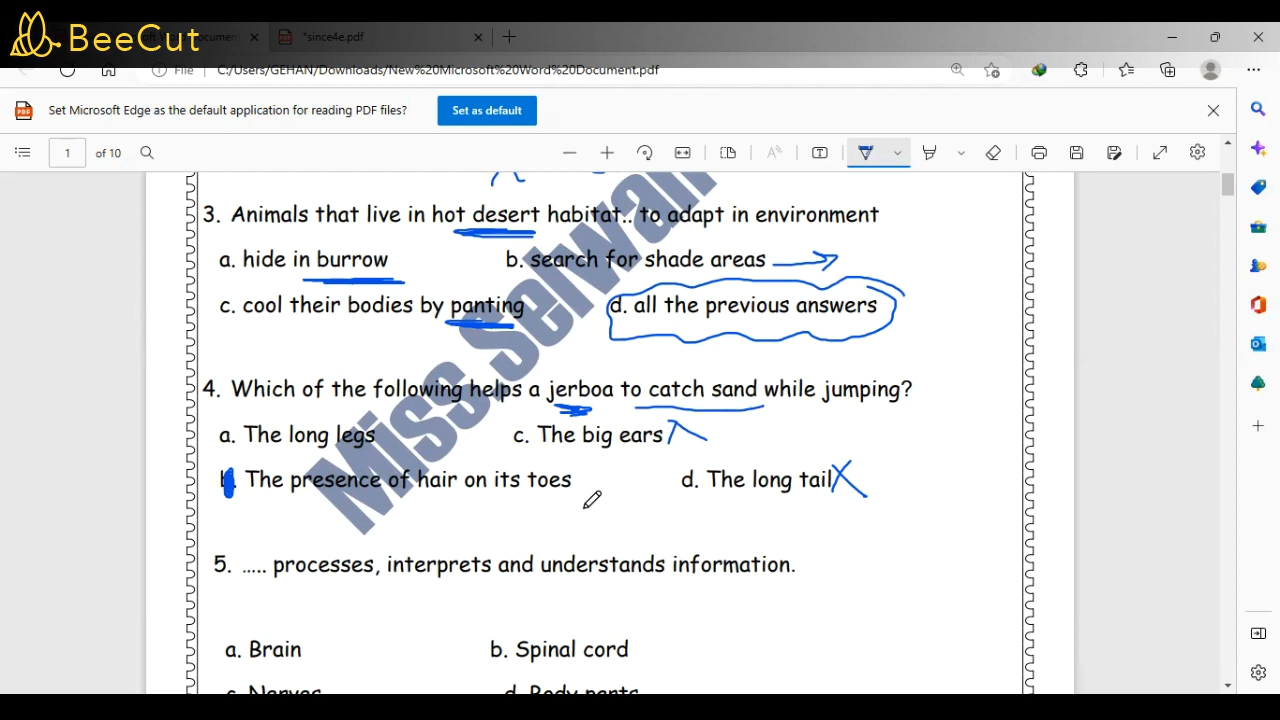 BeeCut
"since4e.pdf
File C:/Users/GEHAN/Downloads/New%20Microsoft%20Word%20Document.pdf
Set Microsoft Edge as the default application for reading PDF files? Set as default
1 of 10
3. Animals that live in hot desert habitat.. to adapt in environment
a. hide in burrow b. search for shade areas
c. cool their bodies by panting d. all the previous answers
4. Which of the following helps a jerboa to catch sand while jumping?
a. The long legs c. The big ears
b. The presence of hair on its toes d. The long tail
5. ..... processes, interprets and understands information.
a. Brain b. Spinal cord
c. Nerves d. Body parts
Miss.Selwan